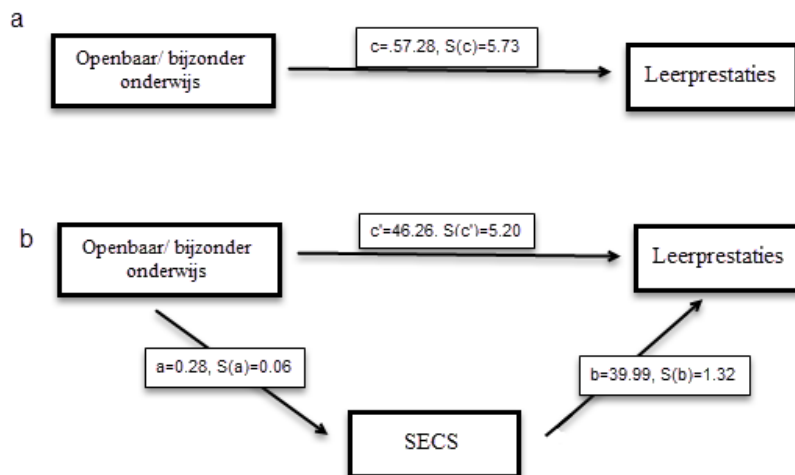 a
Openbaar/ bijzonder
onderwijs
c=.57.28, S(c)=5.73
Leerprestaties
b
Openbaar/ bijzonder
onderwijs
c'=46.26. S(c')=5.20
Leerprestaties
a=0.28, S(a)=0.06
b=39.99, S(b)=1.32
SECS